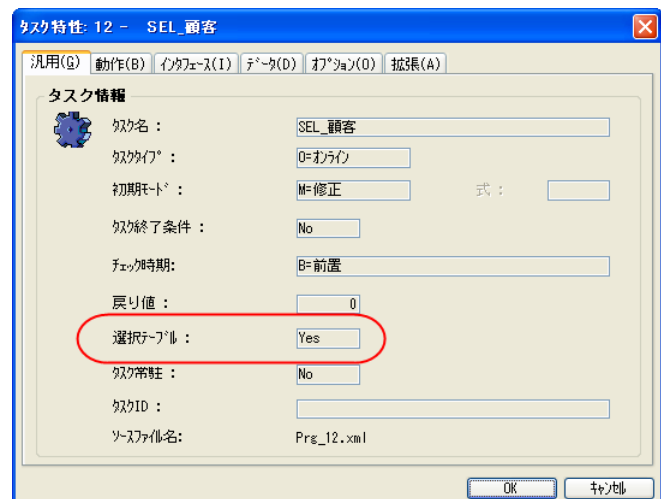 ﾀｽｸ特性: 12 - SEL_顧客
汎用(G) 動作(B) ｲﾝﾀﾌｪｰｽ(I) ﾃﾞｰﾀ(D) ｵﾌﾟｼｮﾝ(O) 拡張(A)
タスク情報
ﾀｽｸ名 : SEL_顧客
ﾀｽｸﾀｲﾌﾟ : O=ｵﾝﾗｲﾝ
初期ﾓｰﾄﾞ : M=修正 式 :
ﾀｽｸ終了条件 : No
ﾁｪｯｸ時期: B=前置
戻り値 : 0
選択ﾃｰﾌﾞﾙ : Yes
ﾀｽｸ常駐 : No
ﾀｽｸID :
ｿｰｽﾌｧｲﾙ名: Prg_12.xml
OK ｷｬﾝｾﾙ